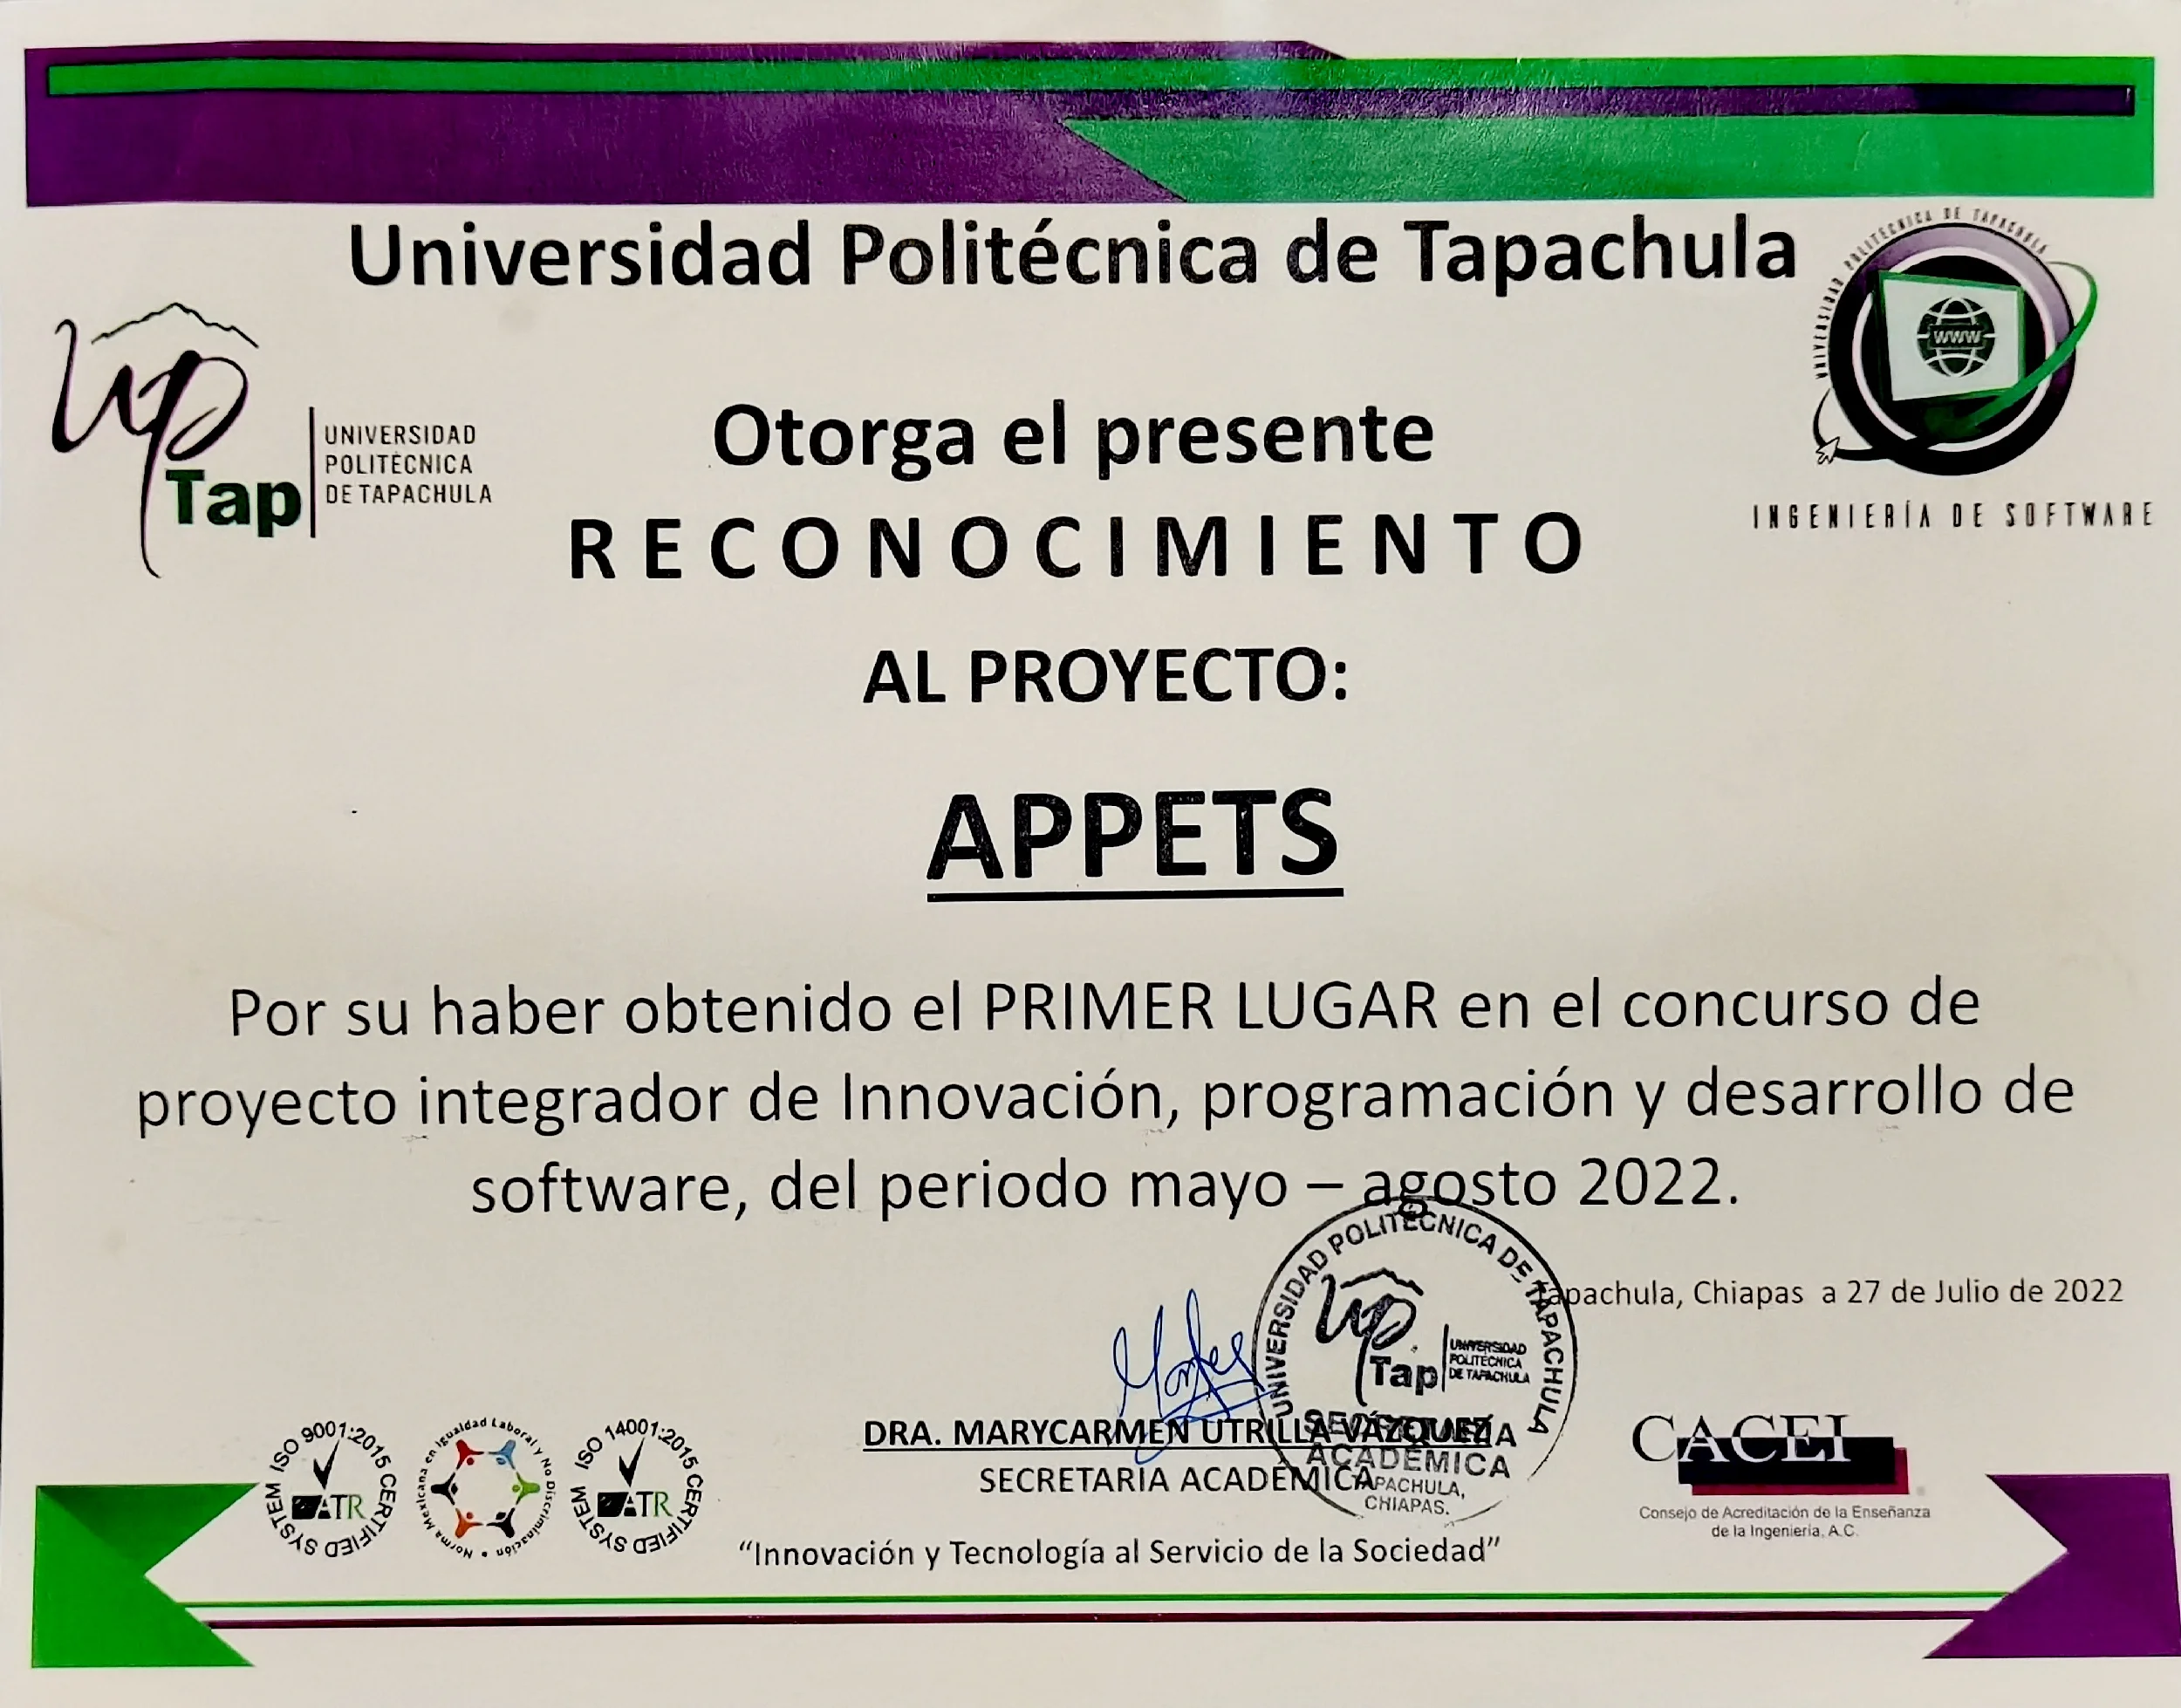 Universidad Politécnica de Tapachula
UNIVERSIDAD POLITECNICA DE TAPACHULA
www
INGENIERÍA DE SOFTWARE
up
Tap
UNIVERSIDAD
POLITÉCNICA
DE TAPACHULA
Otorga el presente
RECONOCIMIENTO
AL PROYECTO:
APPETS
Por su haber obtenido el PRIMER LUGAR en el concurso de
proyecto integrador de Innovación, programación y desarrollo de
software, del periodo mayo – agosto 2022.
Tapachula, Chiapas a 27 de Julio de 2022
UNIVERSIDAD POLITÉCNICA DE TAPACHULA
up
Tap
UNIVERSIDAD
POLITÉCNICA
DE TAPACHULA
SECRETARÍA
ACADÉMICA
TAPACHULA,
CHIAPAS.
DRA. MARYCARMEN UTRILLA VÁZQUEZ
SECRETARIA ACADÉMICA
"Innovación y Tecnología al Servicio de la Sociedad"
SYSTEM ISO 9001:2015 CERTIFIED
ATR
Norma Mexicana en Igualdad Laboral y No Discriminación
SYSTEM ISO 14001:2015 CERTIFIED
ATR
CACEI
Consejo de Acreditación de la Enseñanza
de la Ingeniería, A.C.